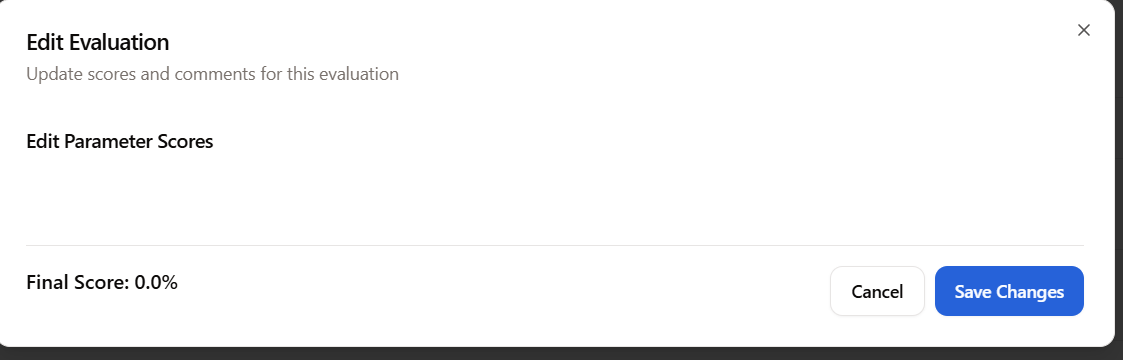 Edit Evaluation
Update scores and comments for this evaluation
Edit Parameter Scores
Final Score: 0.0%
Cancel
Save Changes